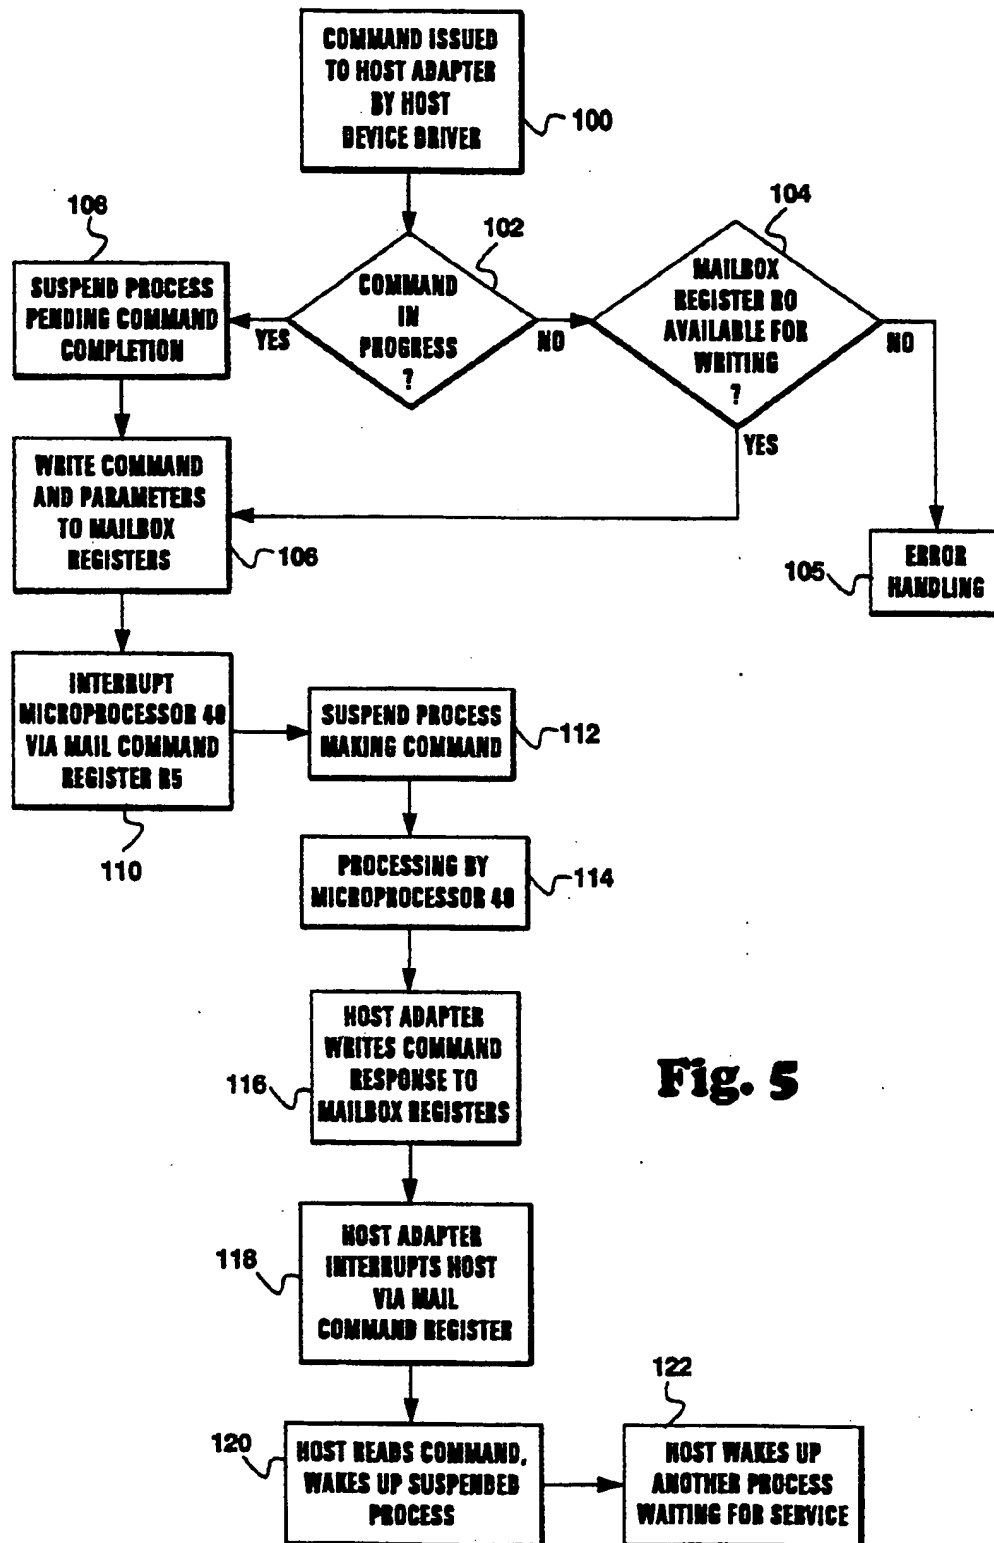 COMMAND ISSUED
TO HOST ADAPTER
BY HOST
DEVICE DRIVER
100
102
COMMAND
IN
PROGRESS
?
YES
NO
104
MAILBOX
REGISTER R0
AVAILABLE FOR
WRITING
?
NO
YES
108
SUSPEND PROCESS
PENDING COMMAND
COMPLETION
WRITE COMMAND
AND PARAMETERS
TO MAILBOX
REGISTERS
106
105
ERROR
HANDLING
INTERRUPT
MICROPROCESSOR 40
VIA MAIL COMMAND
REGISTER R5
110
SUSPEND PROCESS
MAKING COMMAND
112
PROCESSING BY
MICROPROCESSOR 40
114
HOST ADAPTER
WRITES COMMAND
RESPONSE TO
MAILBOX REGISTERS
116
Fig. 5
HOST ADAPTER
INTERRUPTS HOST
VIA MAIL
COMMAND REGISTER
118
120
HOST READS COMMAND,
WAKES UP SUSPENDED
PROCESS
122
HOST WAKES UP
ANOTHER PROCESS
WAITING FOR SERVICE